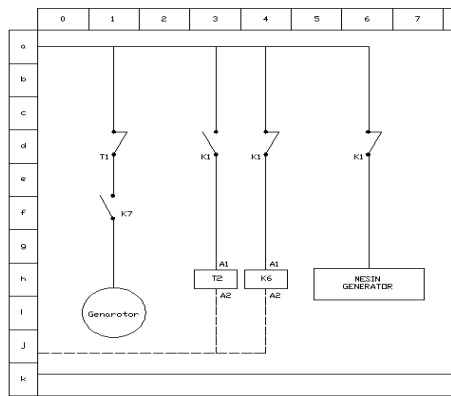 0 1 2 3 4 5 6 7
a
b
c
d
T1 K1 K1 K1
e
f
K7
g
A1 A1
h
T2 K6 NESIN
GENERATOR
A2 A2
i
Genarotor
j
k